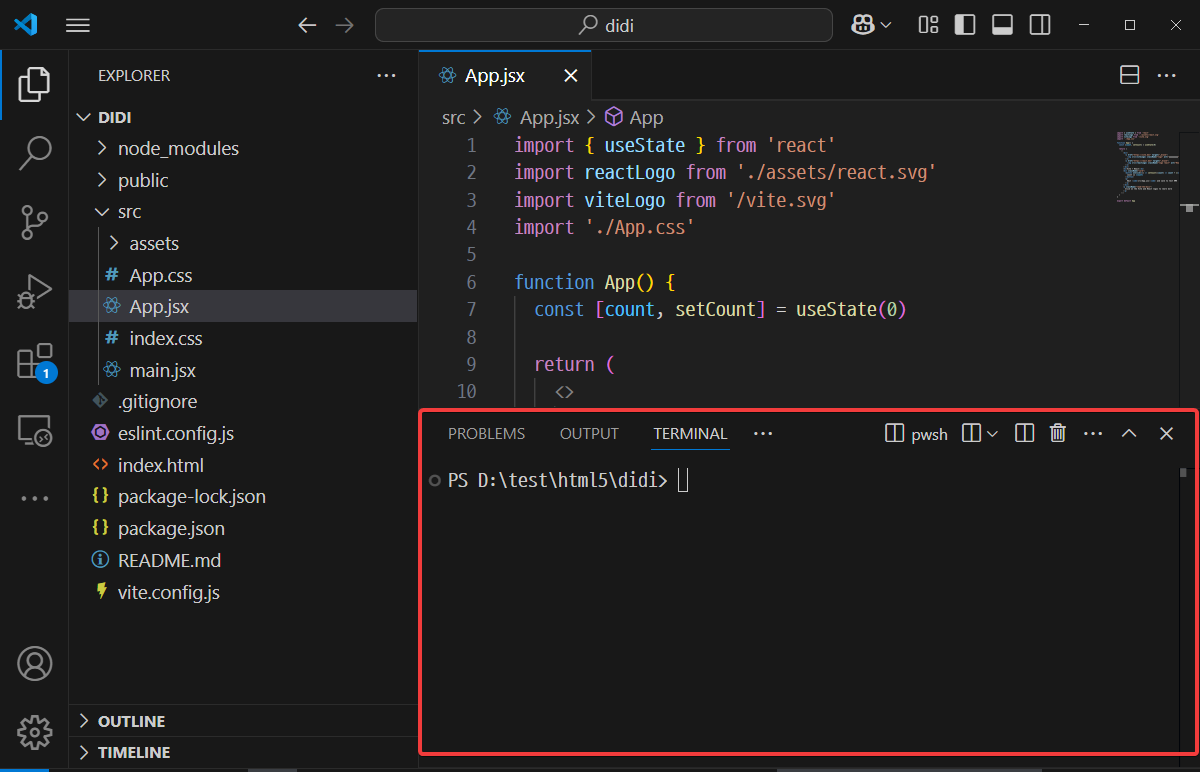 didi
EXPLORER
DIDI
node_modules
public
src
assets
# App.css
App.jsx
# index.css
main.jsx
.gitignore
eslint.config.js
<> index.html
{} package-lock.json
{} package.json
README.md
vite.config.js
OUTLINE
TIMELINE
1
App.jsx
src > App.jsx > App
1 import { useState } from 'react'
2 import reactLogo from './assets/react.svg'
3 import viteLogo from '/vite.svg'
4 import './App.css'
5
6 function App() {
7 const [count, setCount] = useState(0)
8
9 return (
10 <>
PROBLEMS OUTPUT TERMINAL ... pwsh
PS D:\test\html5\didi>